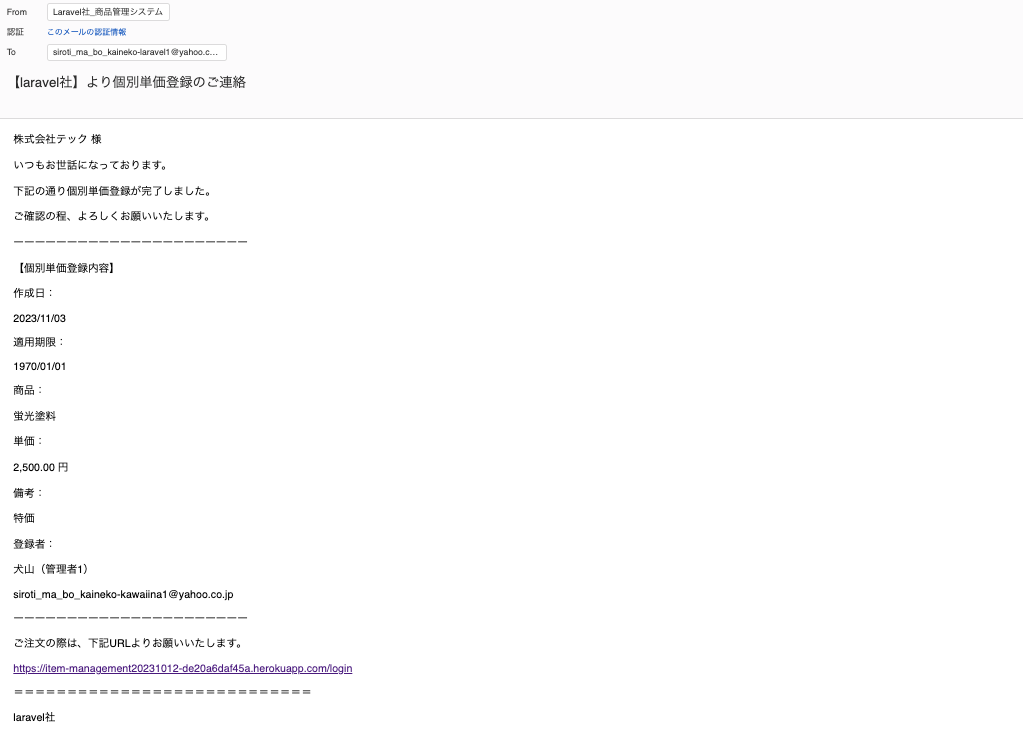 From Laravel社_商品管理システム
認証 このメールの認証情報
To siroti_ma_bo_kaineko-laravel1@yahoo.c...
【laravel社】より個別単価登録のご連絡
株式会社テック 様
いつもお世話になっております。
下記の通り個別単価登録が完了しました。
ご確認の程、よろしくお願いいたします。
ーーーーーーーーーーーーーーーーーーーーーー
【個別単価登録内容】
作成日：
2023/11/03
適用期限：
1970/01/01
商品：
蛍光塗料
単価：
2,500.00 円
備考：
特価
登録者：
犬山（管理者1）
siroti_ma_bo_kaineko-kawaiina1@yahoo.co.jp
ーーーーーーーーーーーーーーーーーーーーーー
ご注文の際は、下記URLよりお願いいたします。
https://item-management20231012-de20a6daf45a.herokuapp.com/login
＝＝＝＝＝＝＝＝＝＝＝＝＝＝＝＝＝＝＝＝＝＝＝＝＝＝＝＝
laravel社